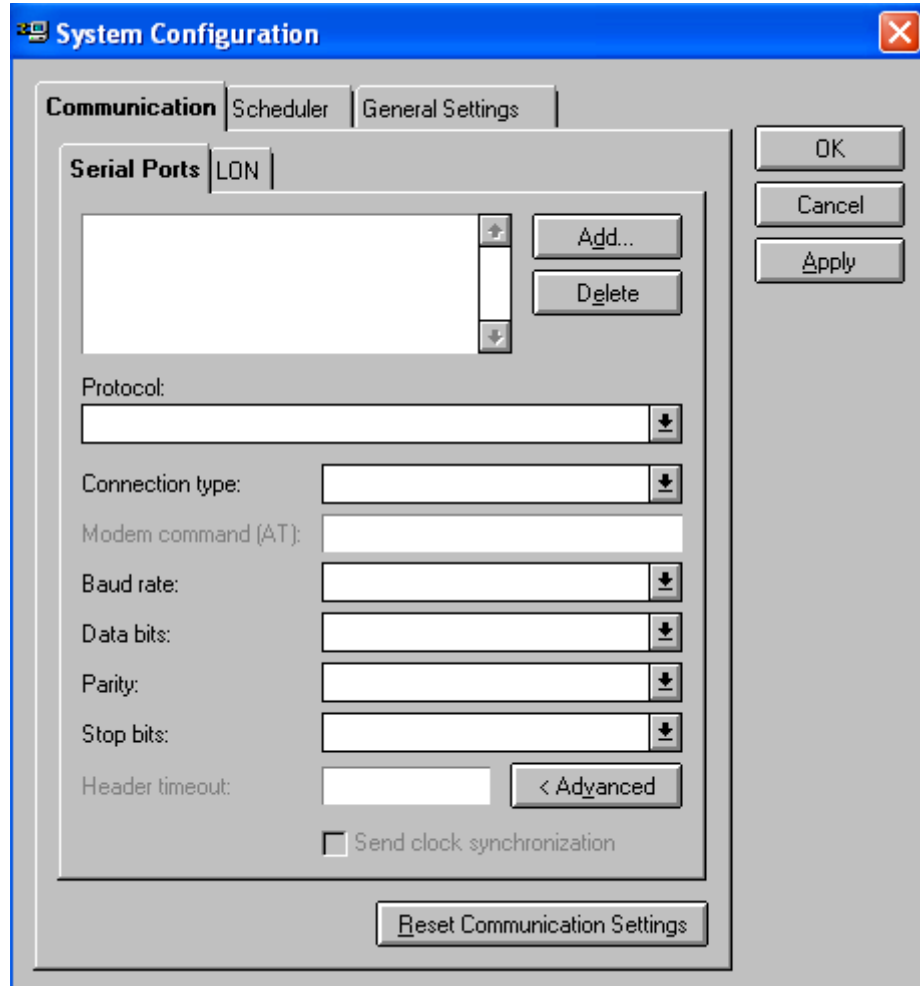 System Configuration
Communication Scheduler General Settings
Serial Ports LON
OK
Cancel
Apply
Add...
Delete
Protocol:
Connection type:
Modem command (AT):
Baud rate:
Data bits:
Parity:
Stop bits:
Header timeout:
< Advanced
Send clock synchronization
Reset Communication Settings